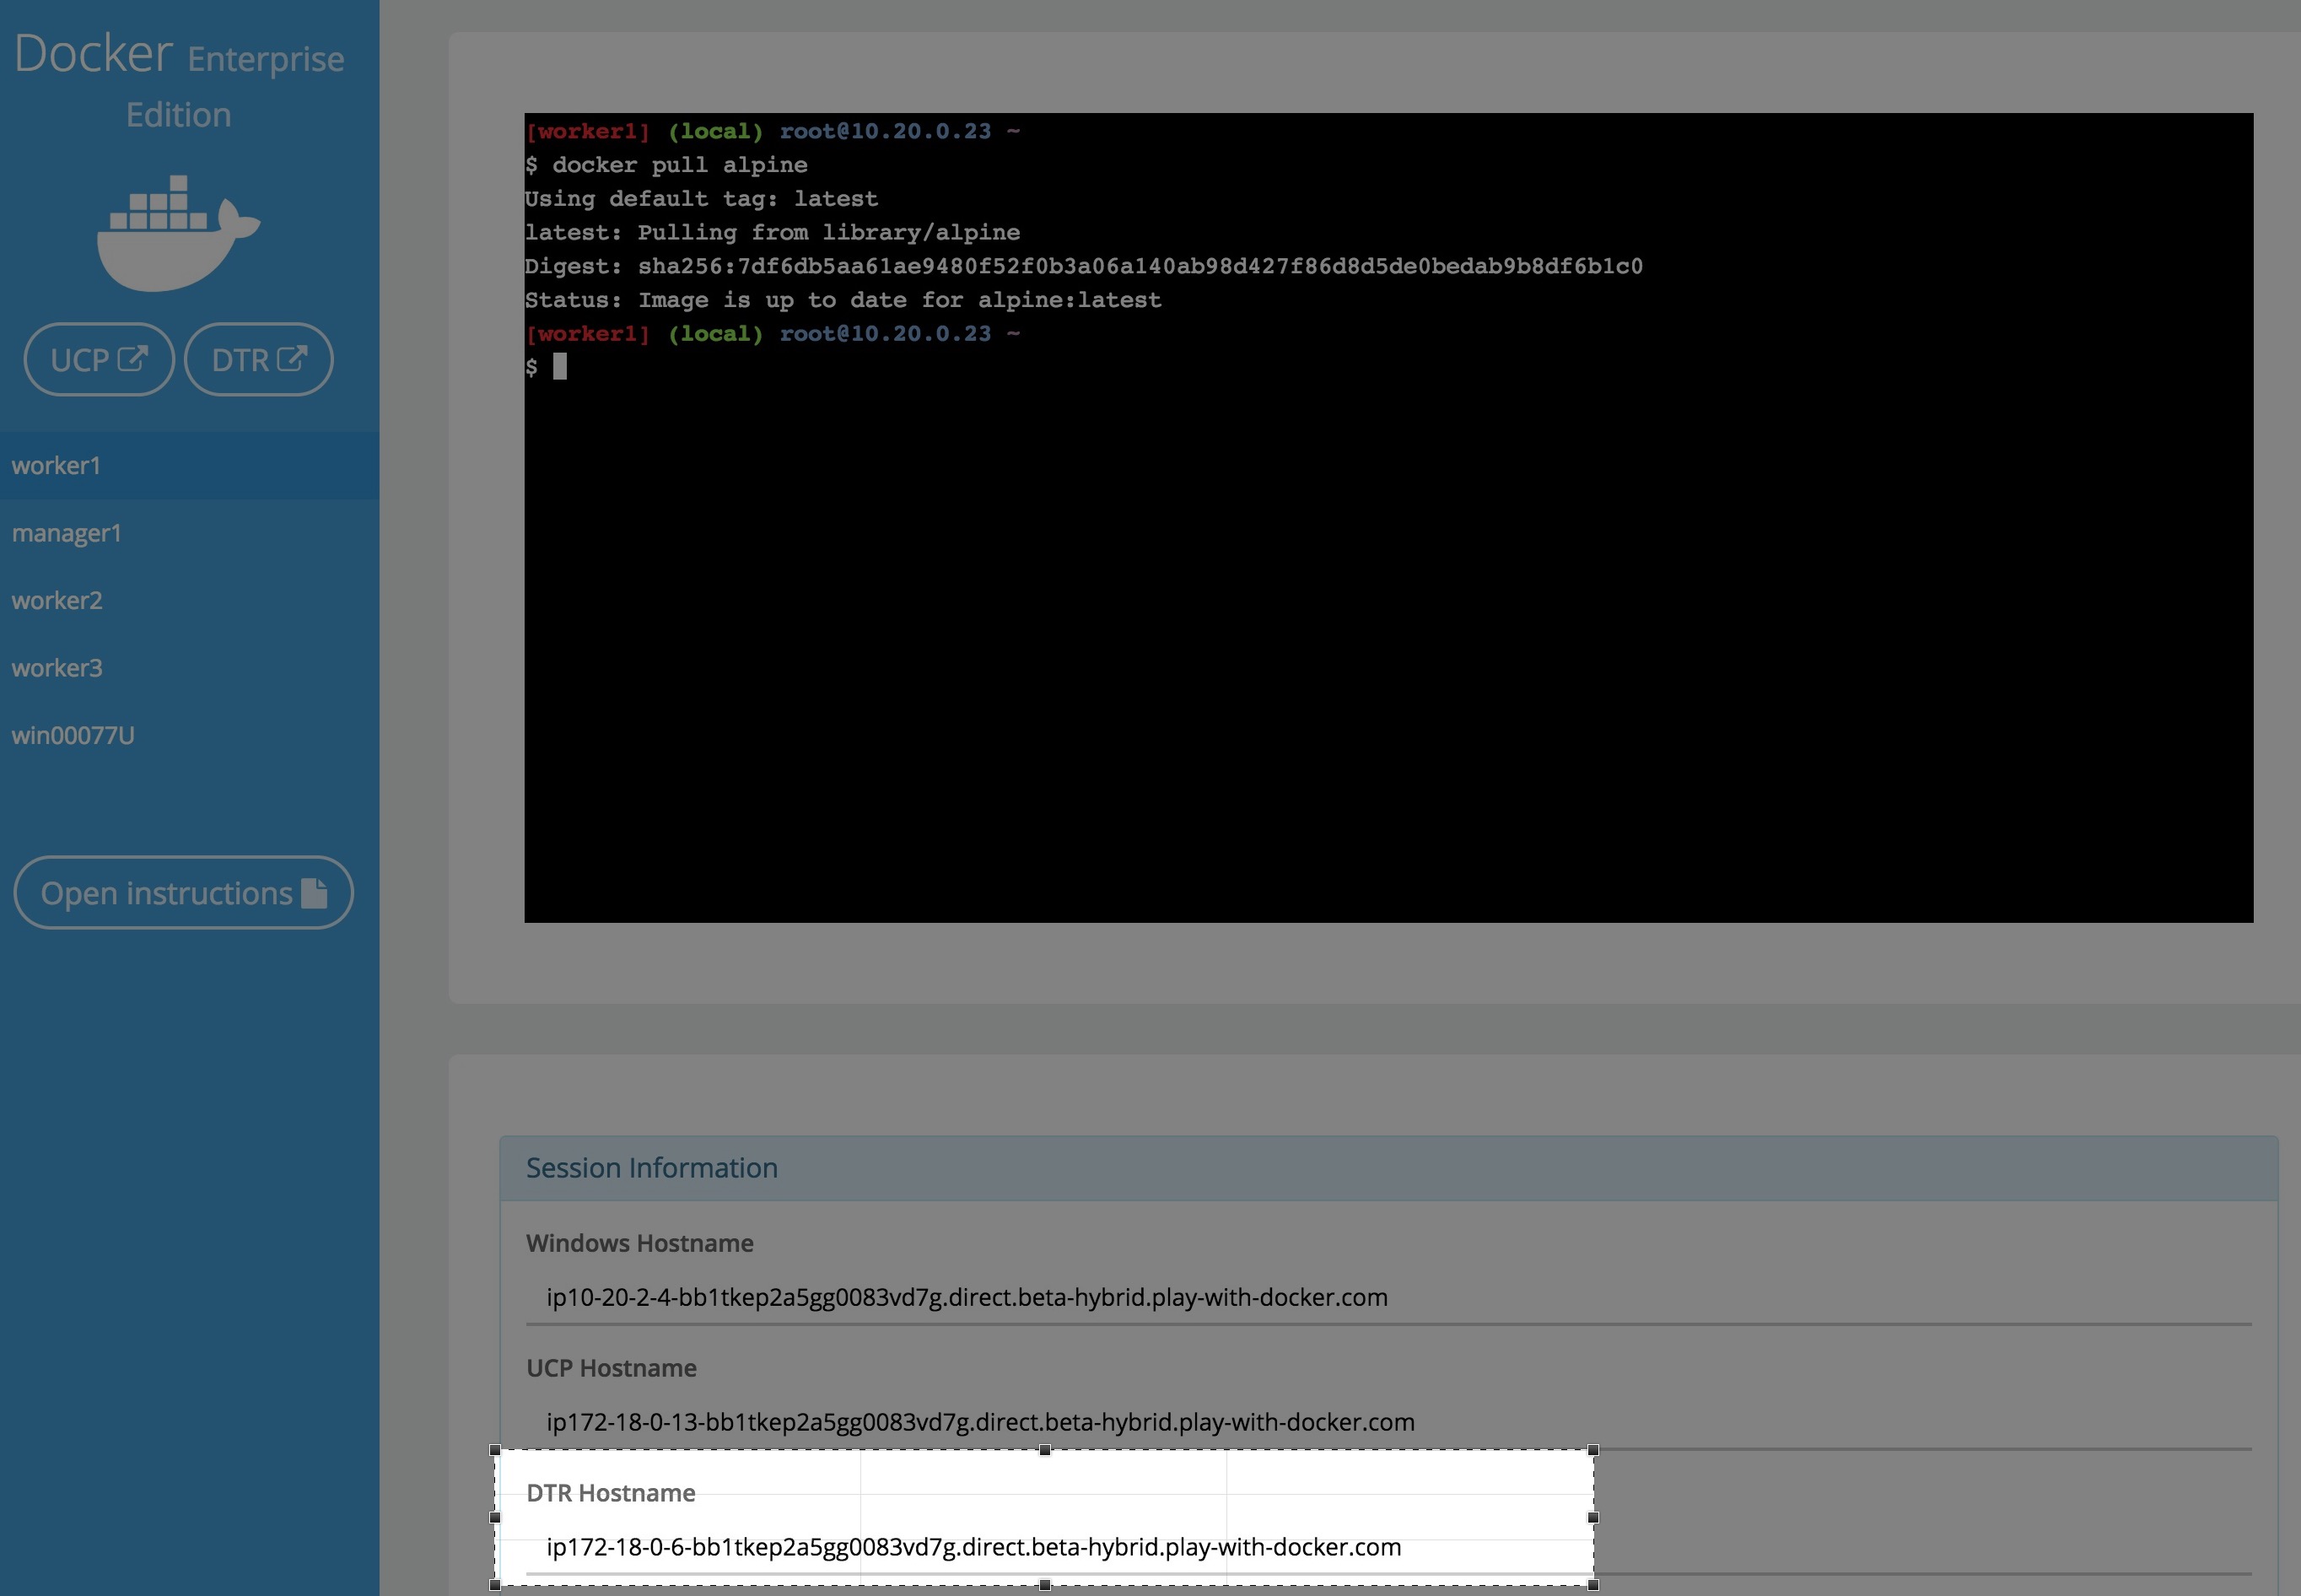 Docker Enterprise
Edition
UCP DTR
worker1
manager1
worker2
worker3
win00077U
Open instructions
[worker1] (local) root@10.20.0.23 ~
$ docker pull alpine
Using default tag: latest
latest: Pulling from library/alpine
Digest: sha256:7df6db5aa61ae9480f52f0b3a06a140ab98d427f86d8d5de0bedab9b8df6b1c0
Status: Image is up to date for alpine:latest
[worker1] (local) root@10.20.0.23 ~
$
Session Information
Windows Hostname
ip10-20-2-4-bb1tkep2a5gg0083vd7g.direct.beta-hybrid.play-with-docker.com
UCP Hostname
ip172-18-0-13-bb1tkep2a5gg0083vd7g.direct.beta-hybrid.play-with-docker.com
DTR Hostname
ip172-18-0-6-bb1tkep2a5gg0083vd7g.direct.beta-hybrid.play-with-docker.com